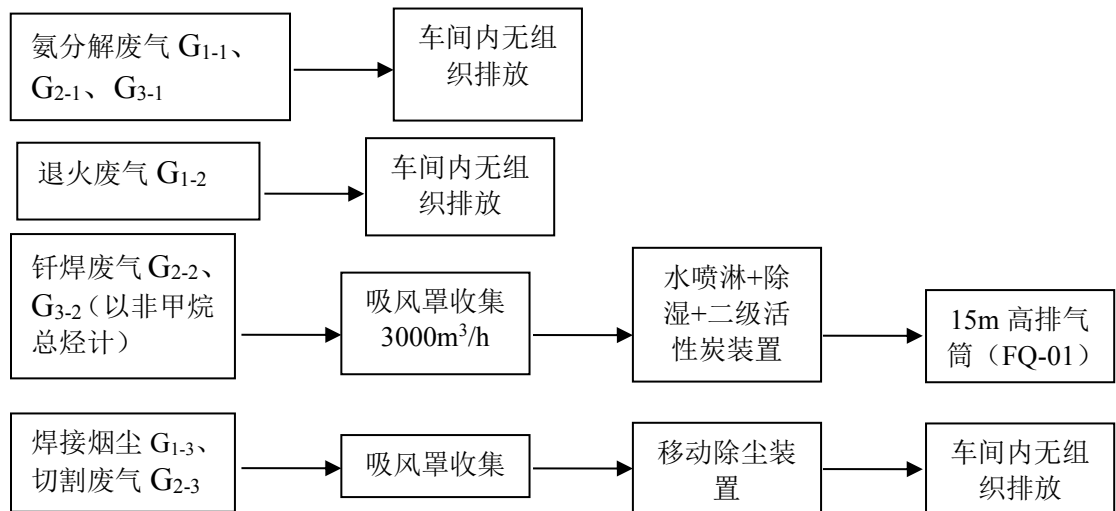 氨分解废气 G1-1、
G2-1、G3-1
车间内无组
织排放
退火废气 G1-2
车间内无组
织排放
钎焊废气 G2-2、
G3-2（以非甲烷
总烃计）
吸风罩收集
3000m³/h
水喷淋+除
湿+二级活
性炭装置
15m 高排气
筒（FQ-01）
焊接烟尘 G1-3、
切割废气 G2-3
吸风罩收集
移动除尘装
置
车间内无组
织排放